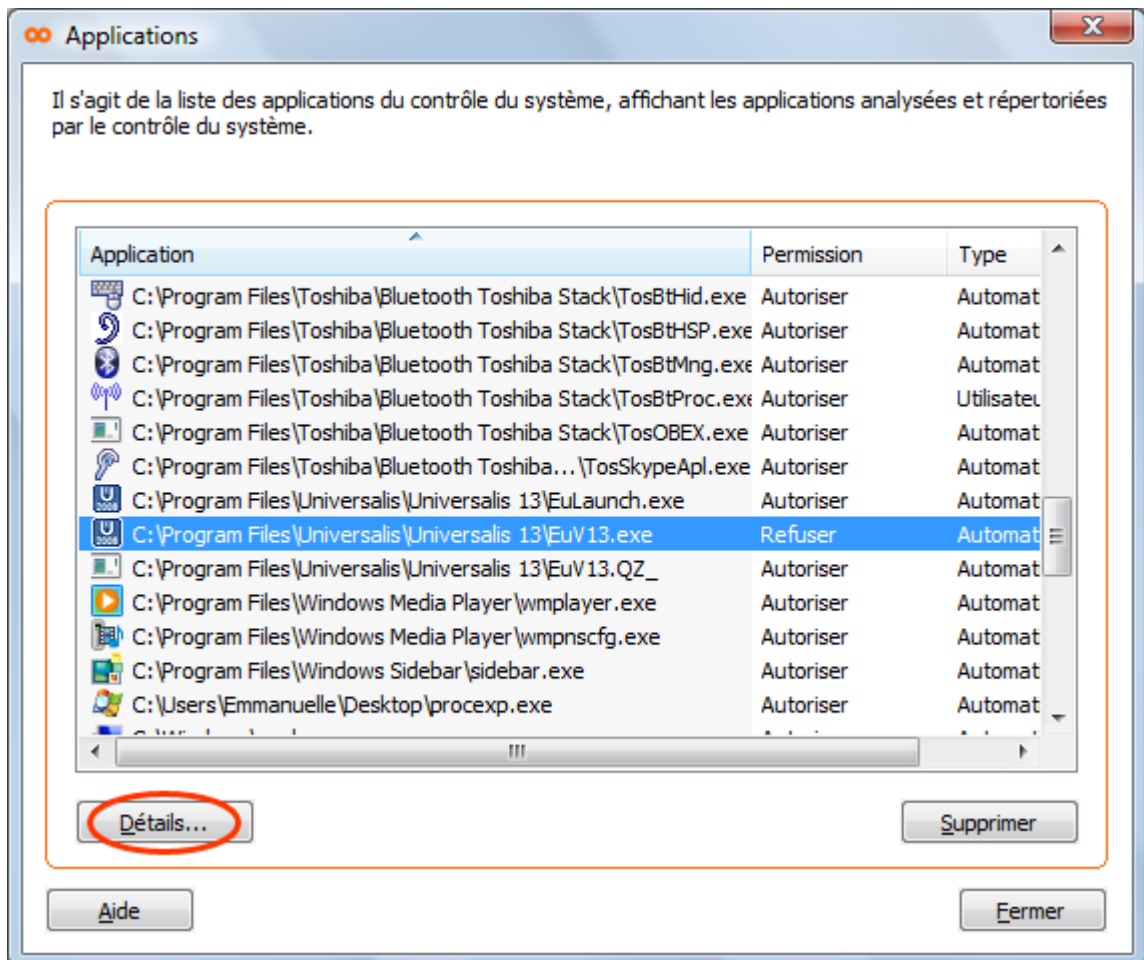 Applications
Il s'agit de la liste des applications du contrôle du système, affichant les applications analysées et répertoriées
par le contrôle du système.
Application Permission Type
C:\Program Files\Toshiba\Bluetooth Toshiba Stack\TosBtHid.exe Autoriser Automat
C:\Program Files\Toshiba\Bluetooth Toshiba Stack\TosBtHSP.exe Autoriser Automat
C:\Program Files\Toshiba\Bluetooth Toshiba Stack\TosBtMng.exe Autoriser Automat
C:\Program Files\Toshiba\Bluetooth Toshiba Stack\TosBtProc.exe Autoriser Utilisateu
C:\Program Files\Toshiba\Bluetooth Toshiba Stack\TosOBEX.exe Autoriser Automat
C:\Program Files\Toshiba\Bluetooth Toshiba...\TosSkypeApl.exe Autoriser Automat
C:\Program Files\Universalis\Universalis 13\EuLaunch.exe Autoriser Automat
C:\Program Files\Universalis\Universalis 13\EuV13.exe Refuser Automat
C:\Program Files\Universalis\Universalis 13\EuV13.QZ_ Autoriser Automat
C:\Program Files\Windows Media Player\wmplayer.exe Autoriser Automat
C:\Program Files\Windows Media Player\wmpnscfg.exe Autoriser Automat
C:\Program Files\Windows Sidebar\sidebar.exe Autoriser Automat
C:\Users\Emmanuelle\Desktop\procexp.exe Autoriser Automat
Détails... Supprimer
Aide Fermer